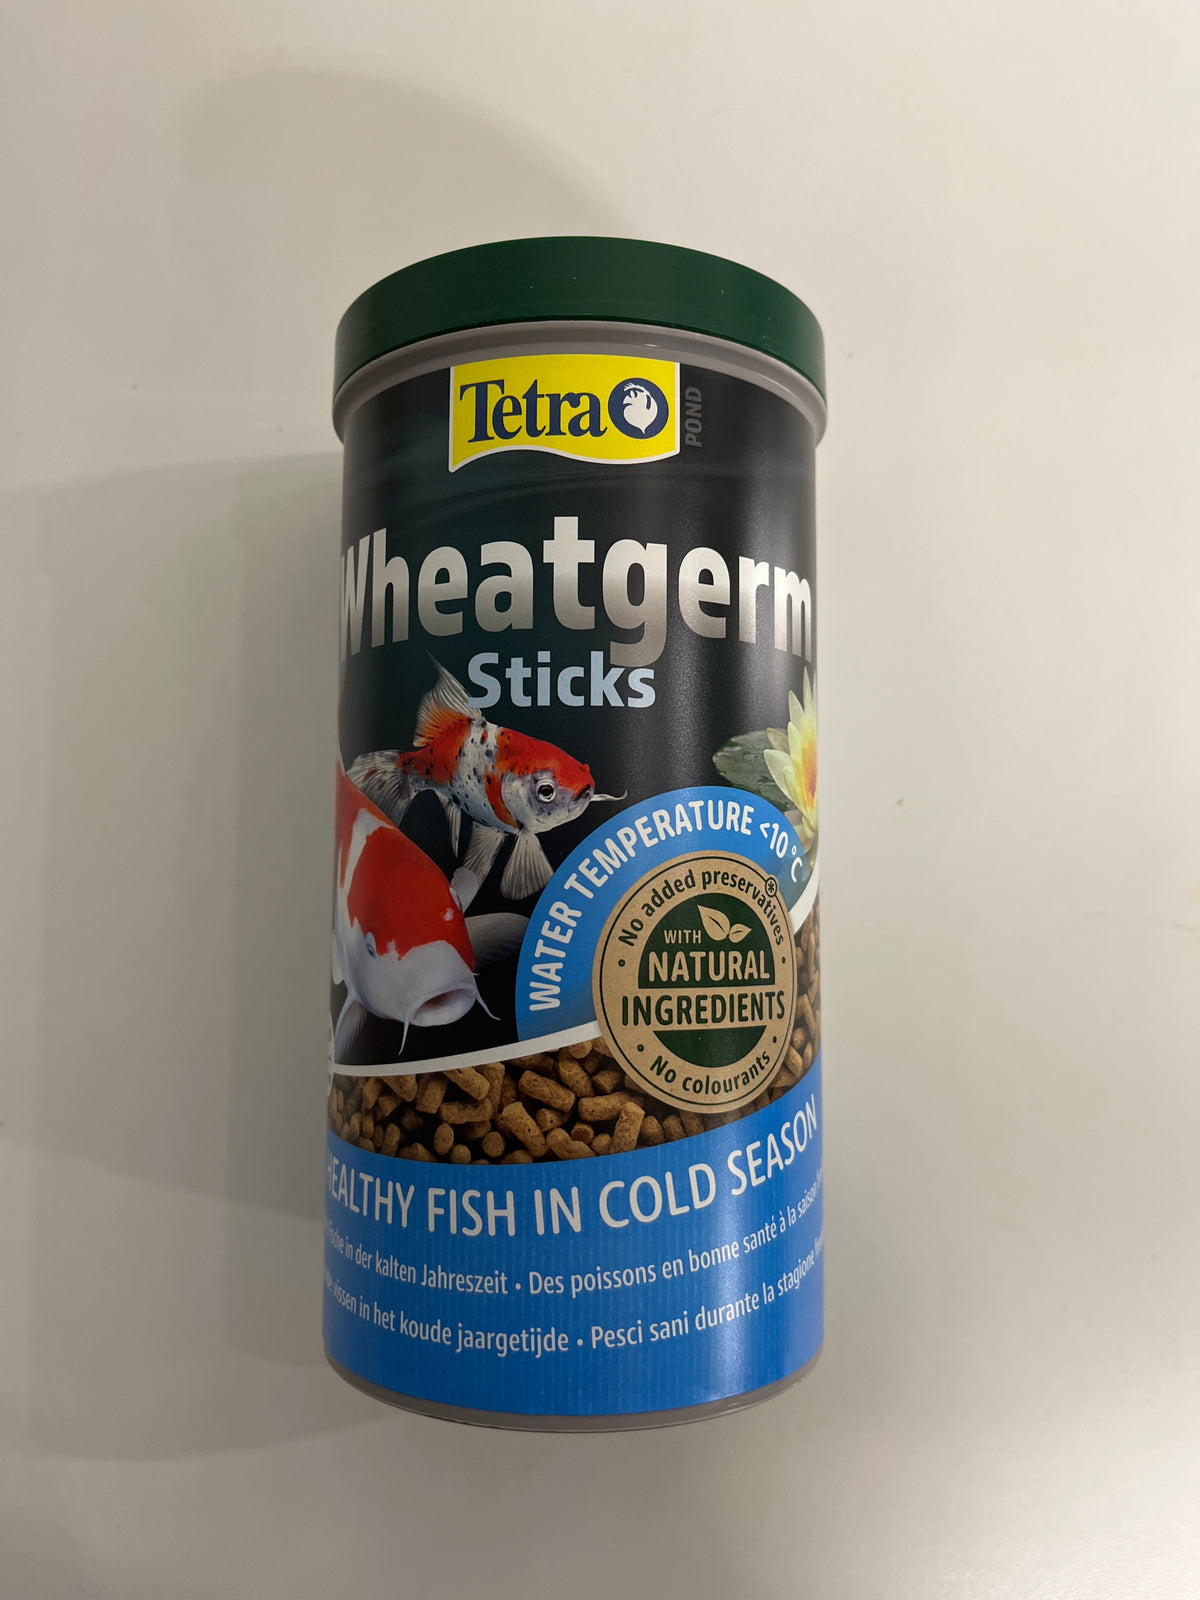 Tetra
POND
Wheatgerm
Sticks
WATER TEMPERATURE <10°C
No added preservatives*
WITH
NATURAL
INGREDIENTS
No colourants
HEALTHY FISH IN COLD SEASON
in der kalten Jahreszeit • Des poissons en bonne santé à la saison
vissen in het koude jaargetijde • Pesci sani durante la stagione